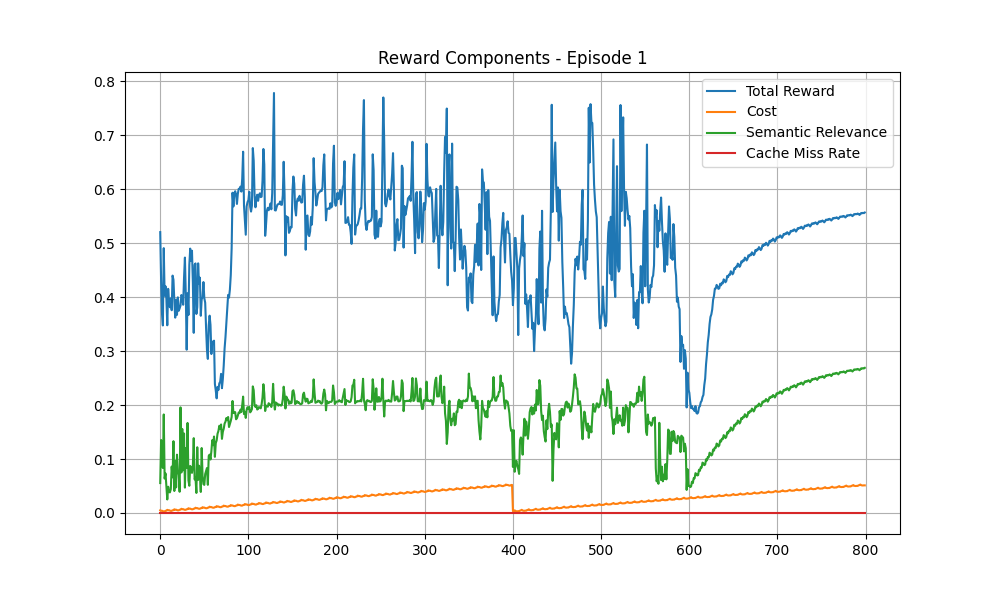 Reward Components - Episode 1
Total Reward
Cost
Semantic Relevance
Cache Miss Rate
0.8
0.7
0.6
0.5
0.4
0.3
0.2
0.1
0.0
0 100 200 300 400 500 600 700 800